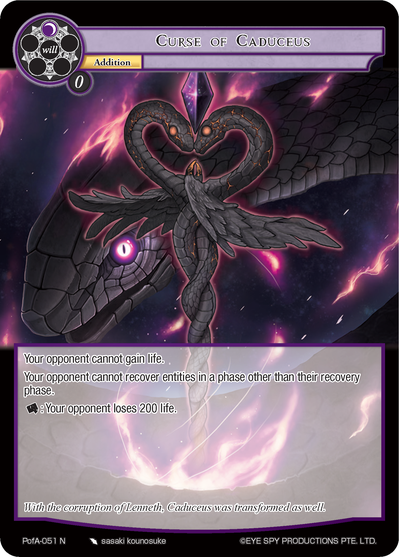 CURSE OF CADUCEUS
will
Addition
0
Your opponent cannot gain life.
Your opponent cannot recover entities in a phase other than their recovery
phase.
: Your opponent loses 200 life.
With the corruption of Lenneth, Caduceus was transformed as well.
PofA-051 N sasaki kounosuke ©EYE SPY PRODUCTIONS PTE. LTD.